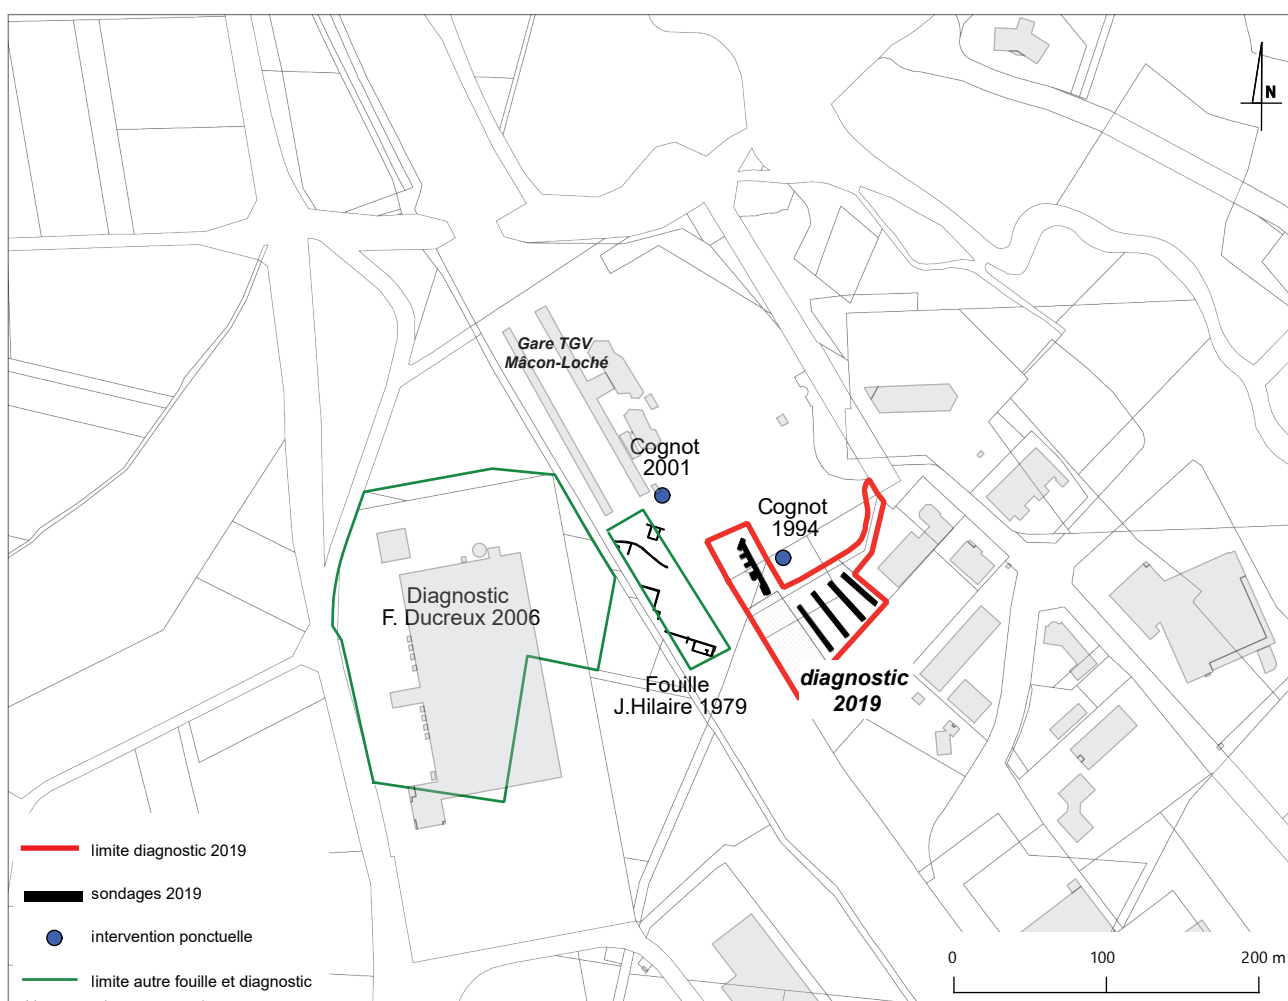 N
Gare TGV
Mâcon-Loché
Cognot
2001
Cognot
1994
Diagnostic
F. Ducreux 2006
Fouille
J.Hilaire 1979
diagnostic
2019
limite diagnostic 2019
sondages 2019
intervention ponctuelle
limite autre fouille et diagnostic
0 100 200 m